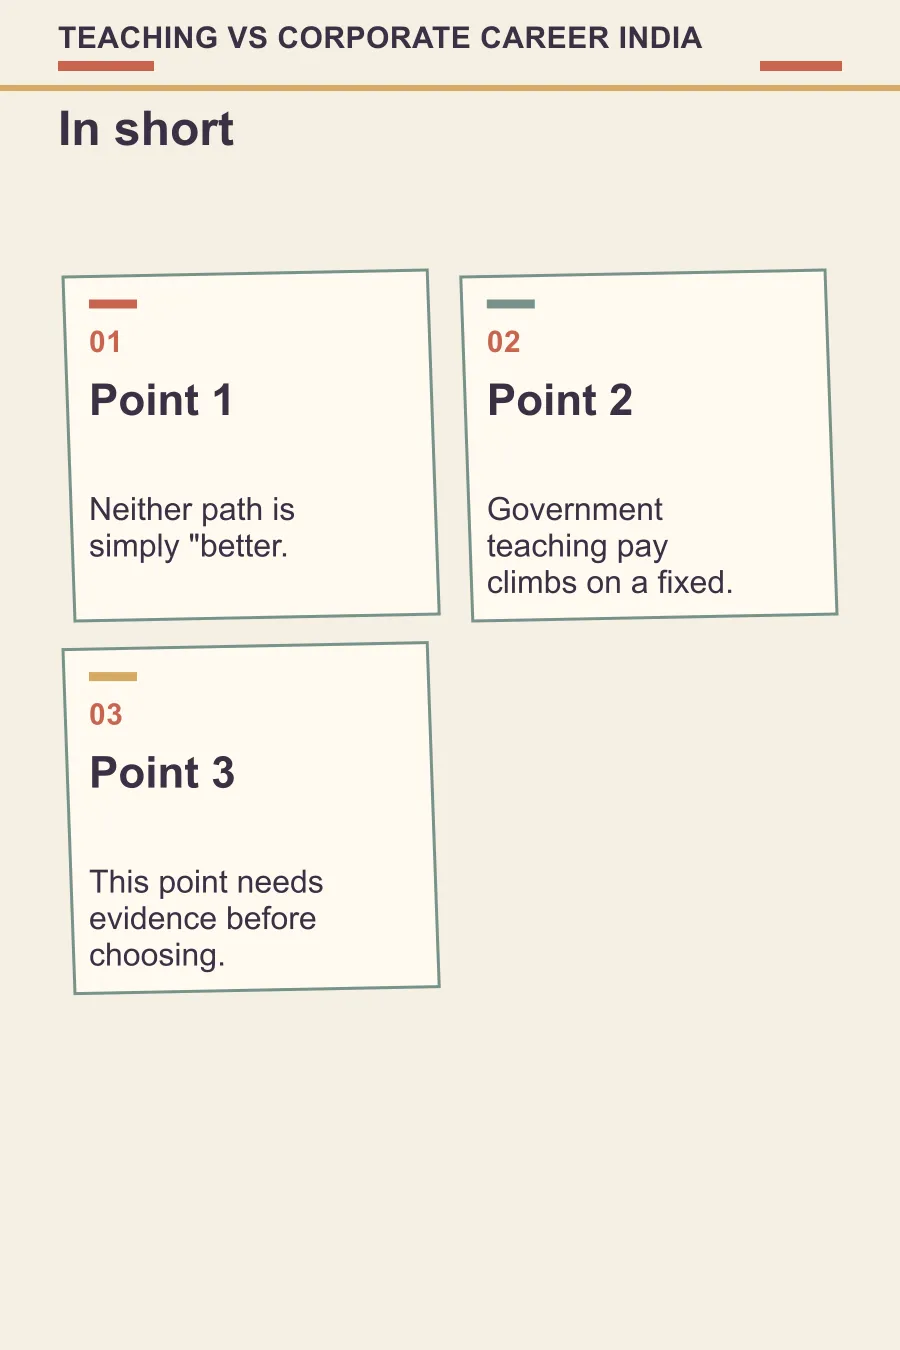 TEACHING VS CORPORATE CAREER INDIA
In short
01
Point 1
Neither path is
simply "better.
02
Point 2
Government
teaching pay
climbs on a fixed.
03
Point 3
This point needs
evidence before
choosing.